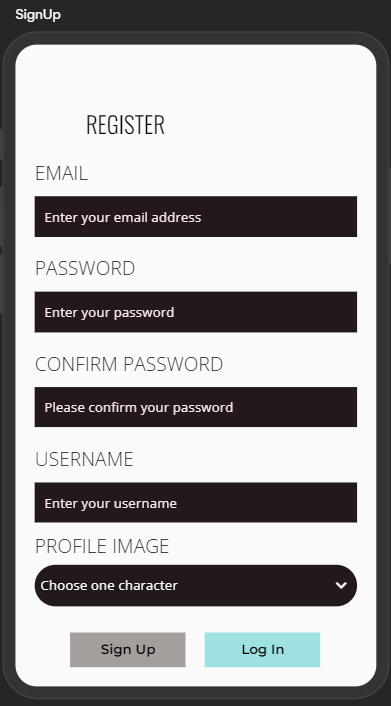 SignUp
REGISTER
EMAIL
Enter your email address
PASSWORD
Enter your password
CONFIRM PASSWORD
Please confirm your password
USERNAME
Enter your username
PROFILE IMAGE
Choose one character
Sign Up
Log In